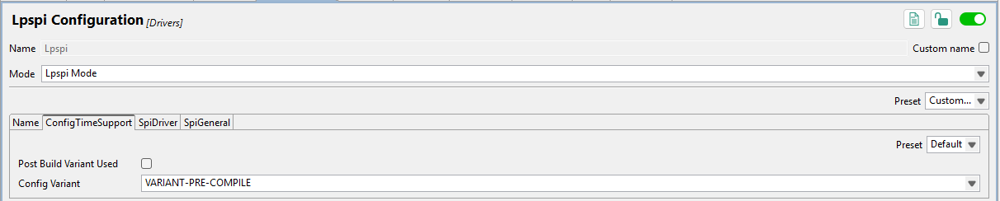 Lpspi Configuration [Drivers]
Name Lpspi Custom name
Mode Lpspi Mode
Preset Custom...
Name ConfigTimeSupport SpiDriver SpiGeneral
Preset Default
Post Build Variant Used
Config Variant VARIANT-PRE-COMPILE